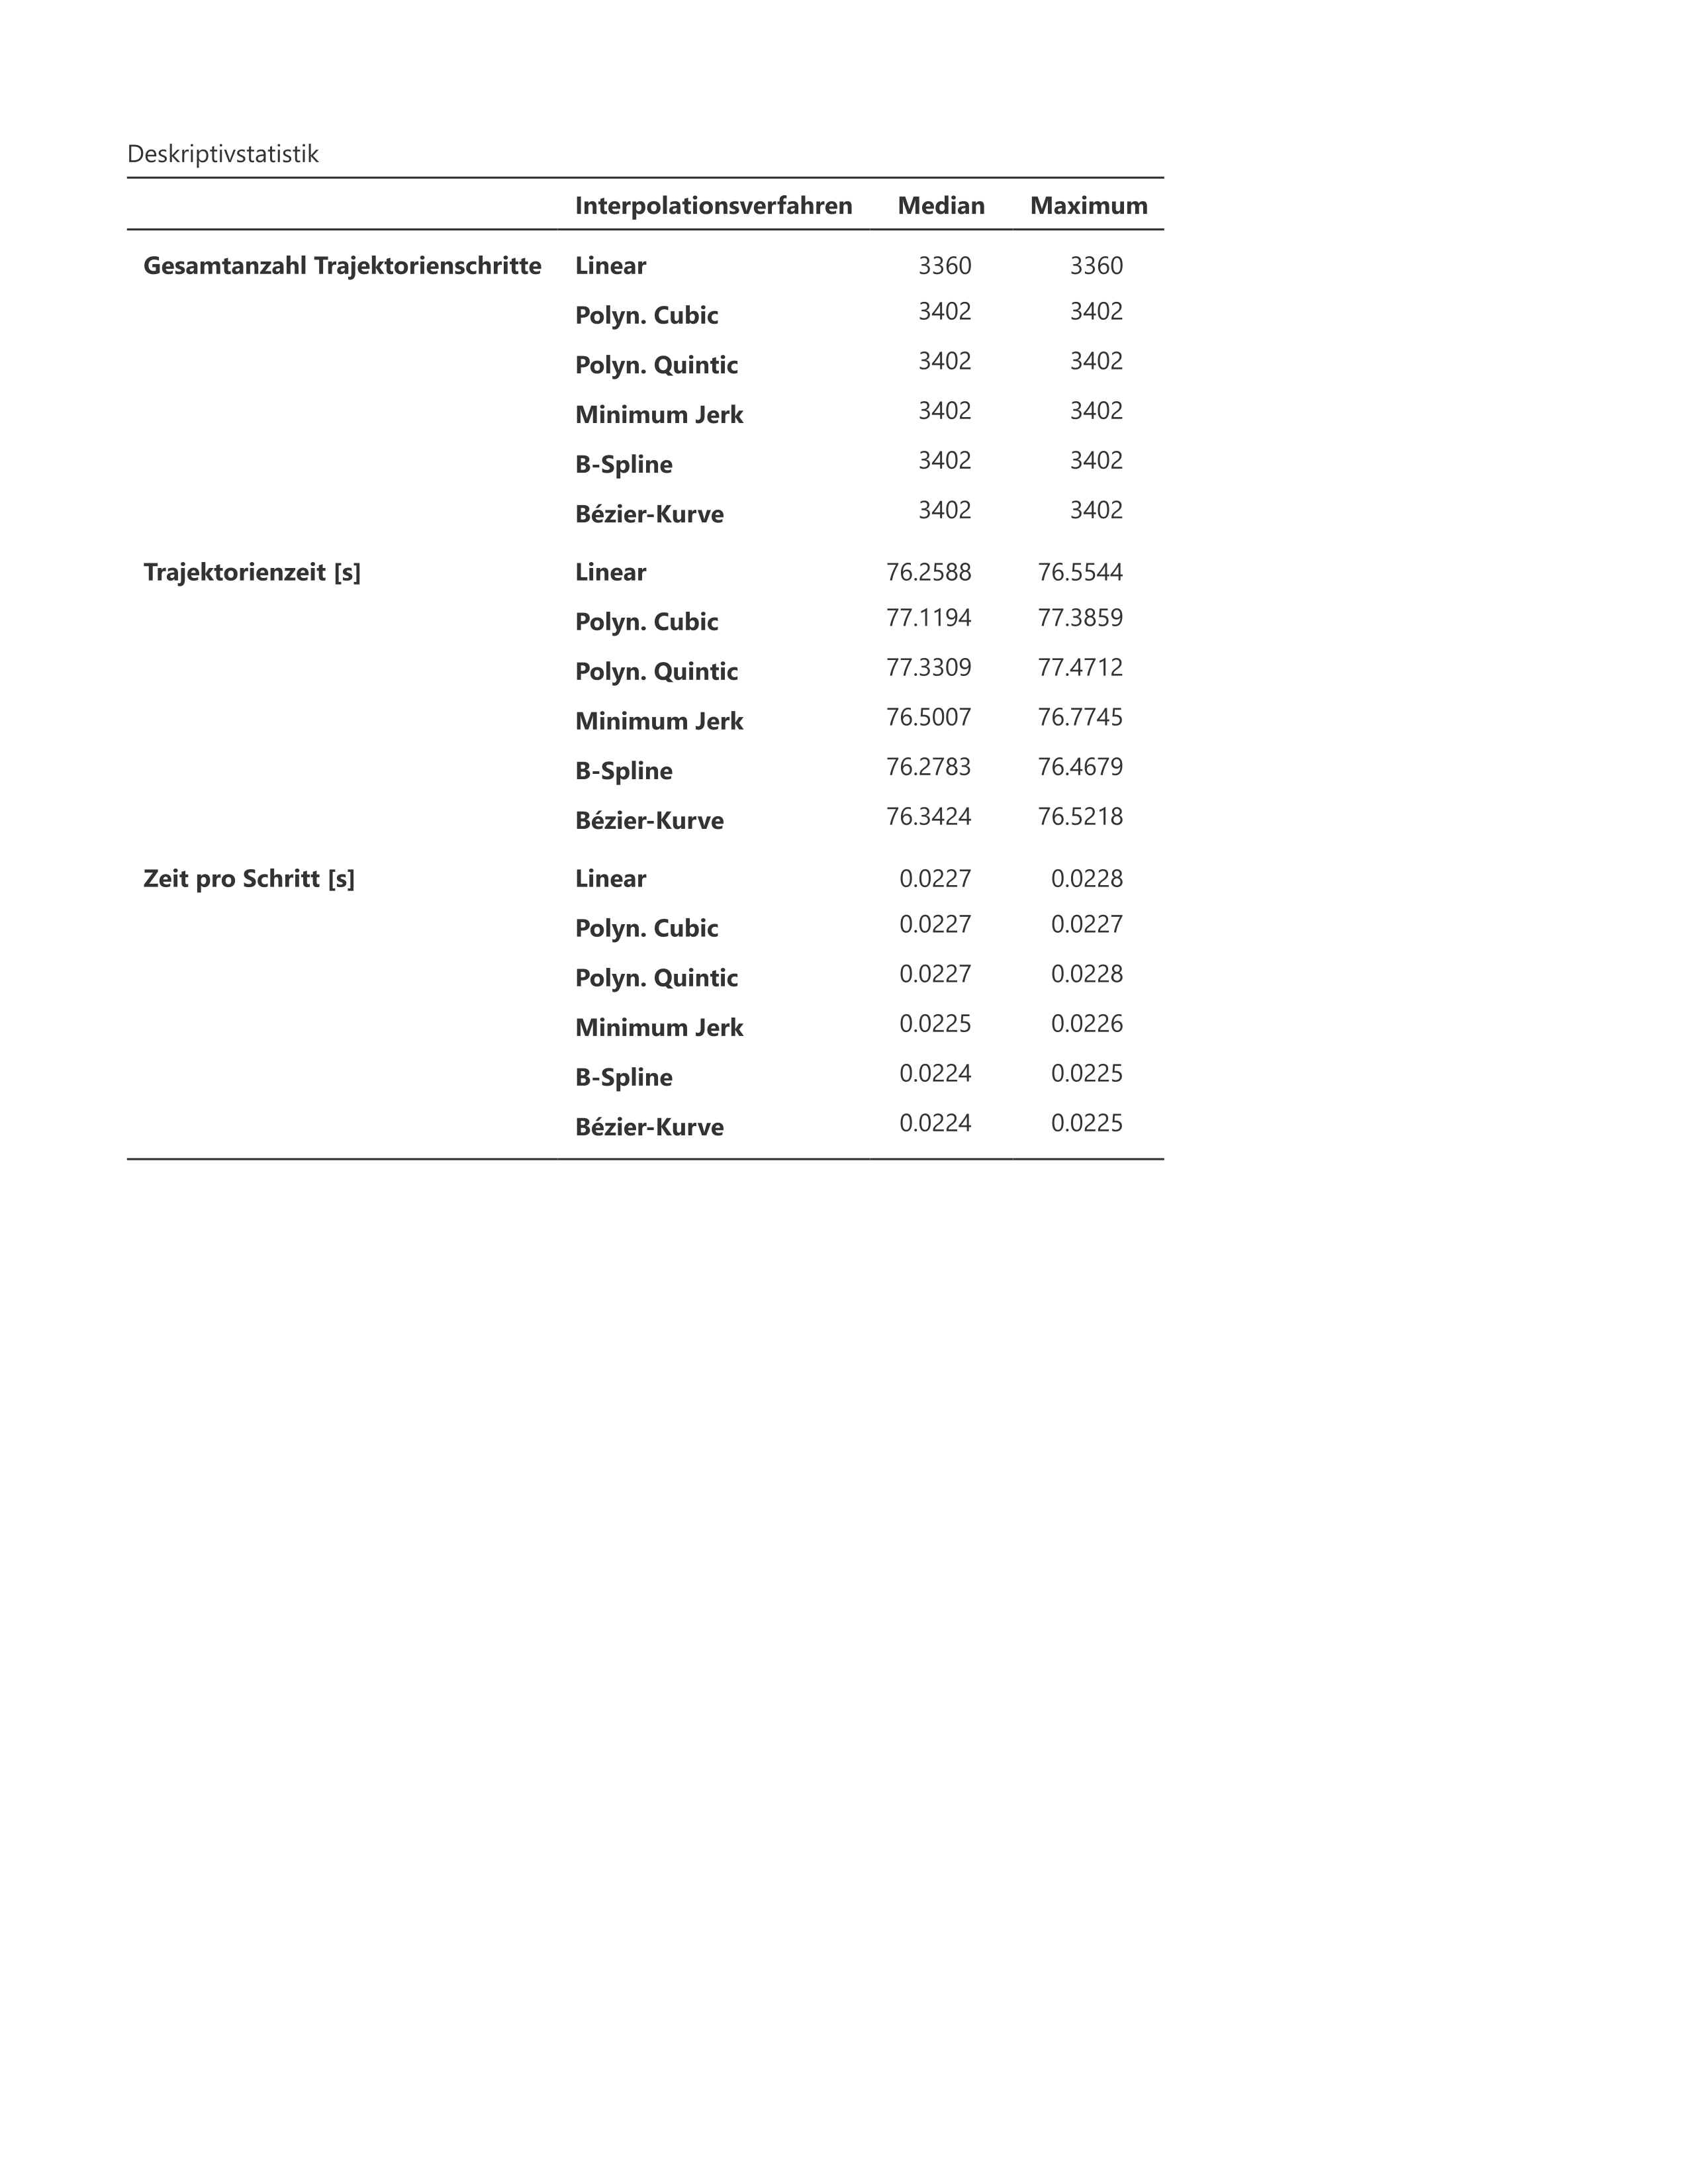 Deskriptivstatistik
Interpolationsverfahren Median Maximum
Gesamtanzahl Trajektorienschritte Linear 3360 3360
Polyn. Cubic 3402 3402
Polyn. Quintic 3402 3402
Minimum Jerk 3402 3402
B-Spline 3402 3402
Bézier-Kurve 3402 3402
Trajektorienzeit [s] Linear 76.2588 76.5544
Polyn. Cubic 77.1194 77.3859
Polyn. Quintic 77.3309 77.4712
Minimum Jerk 76.5007 76.7745
B-Spline 76.2783 76.4679
Bézier-Kurve 76.3424 76.5218
Zeit pro Schritt [s] Linear 0.0227 0.0228
Polyn. Cubic 0.0227 0.0227
Polyn. Quintic 0.0227 0.0228
Minimum Jerk 0.0225 0.0226
B-Spline 0.0224 0.0225
Bézier-Kurve 0.0224 0.0225